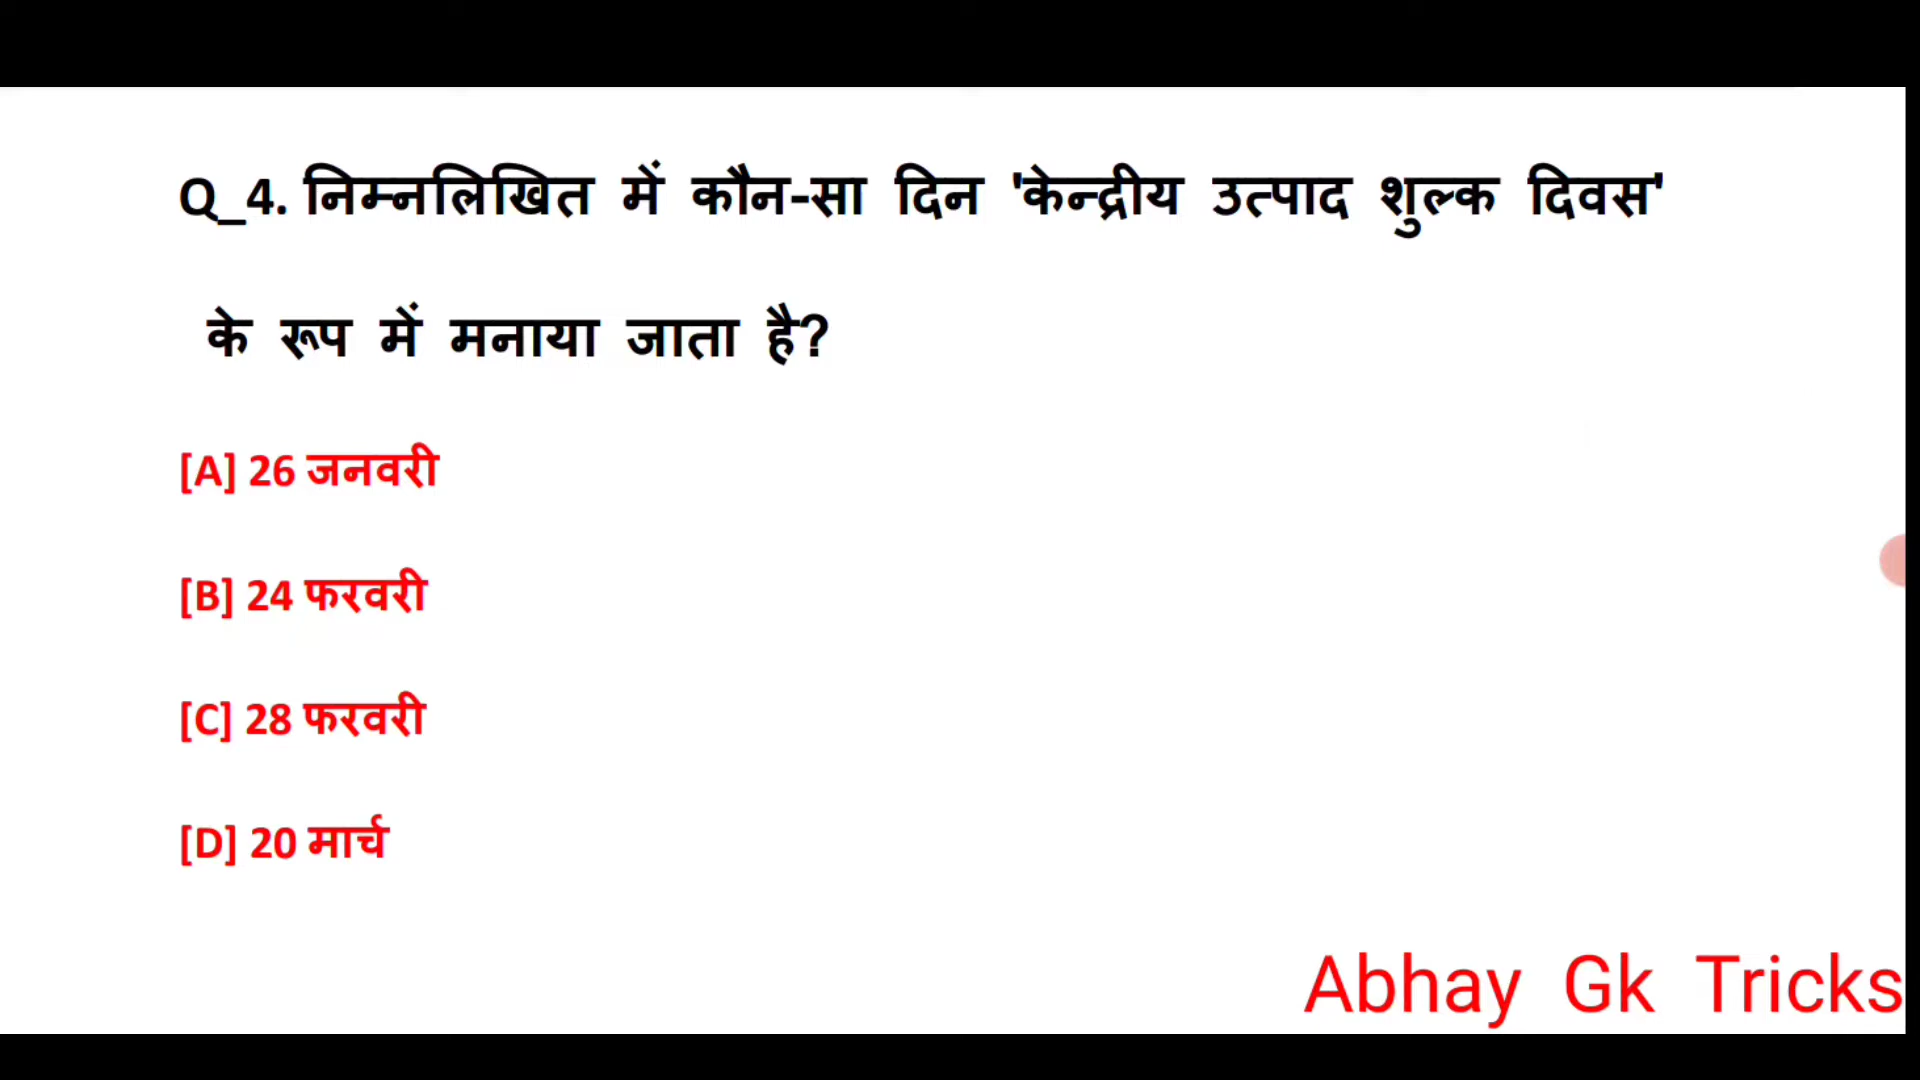 Q_4. निम्नलिखित में कौन-सा दिन 'केन्द्रीय उत्पाद शुल्क दिवस'
के रूप में मनाया जाता है?
[A] 26 जनवरी
[B] 24 फरवरी
[C] 28 फरवरी
[D] 20 मार्च
Abhay Gk Tricks